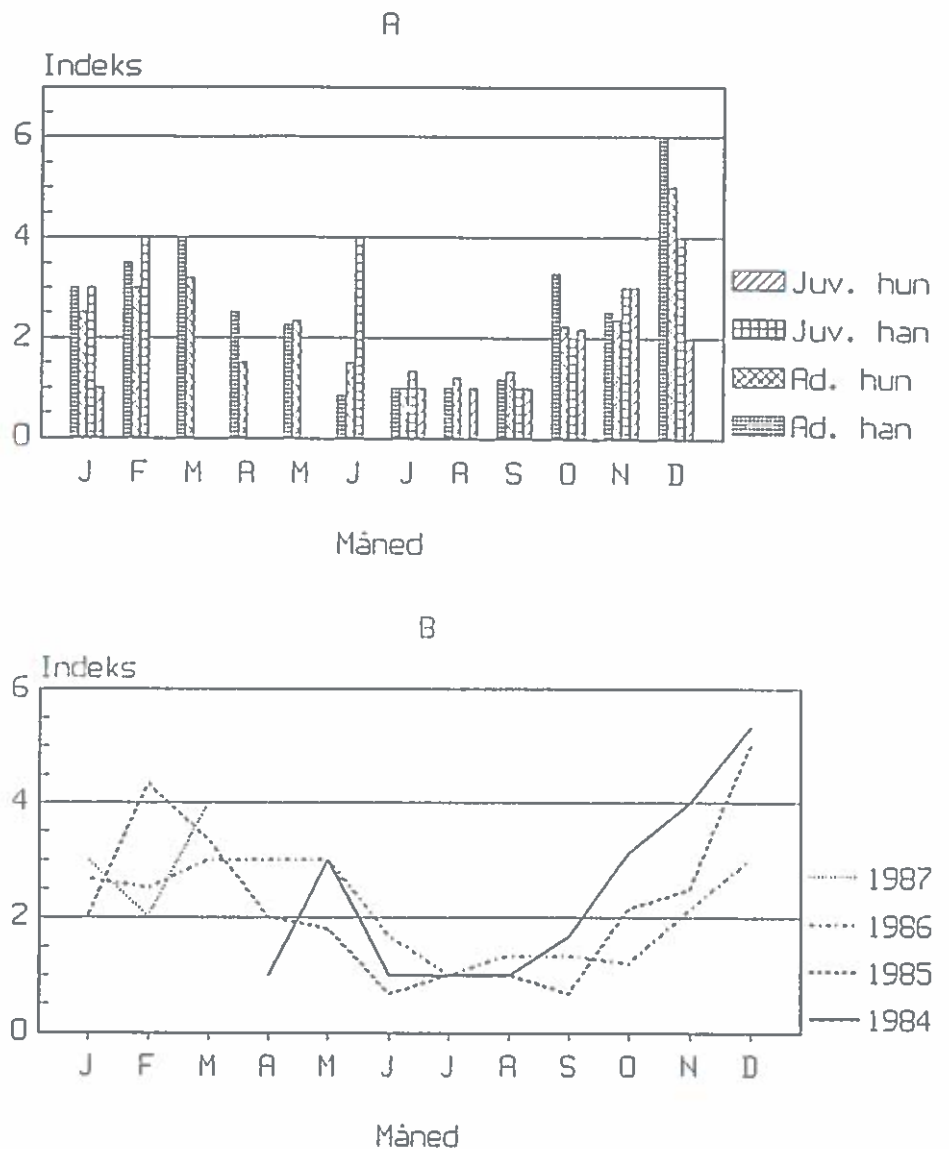 A
Indeks
6
4
2
0
J F M A M J J A S O N D
Måned
Juv. hun
Juv. han
Ad. hun
Ad. han
B
Indeks
6
4
2
0
J F M A M J J A S O N D
Måned
1987
1986
1985
1984